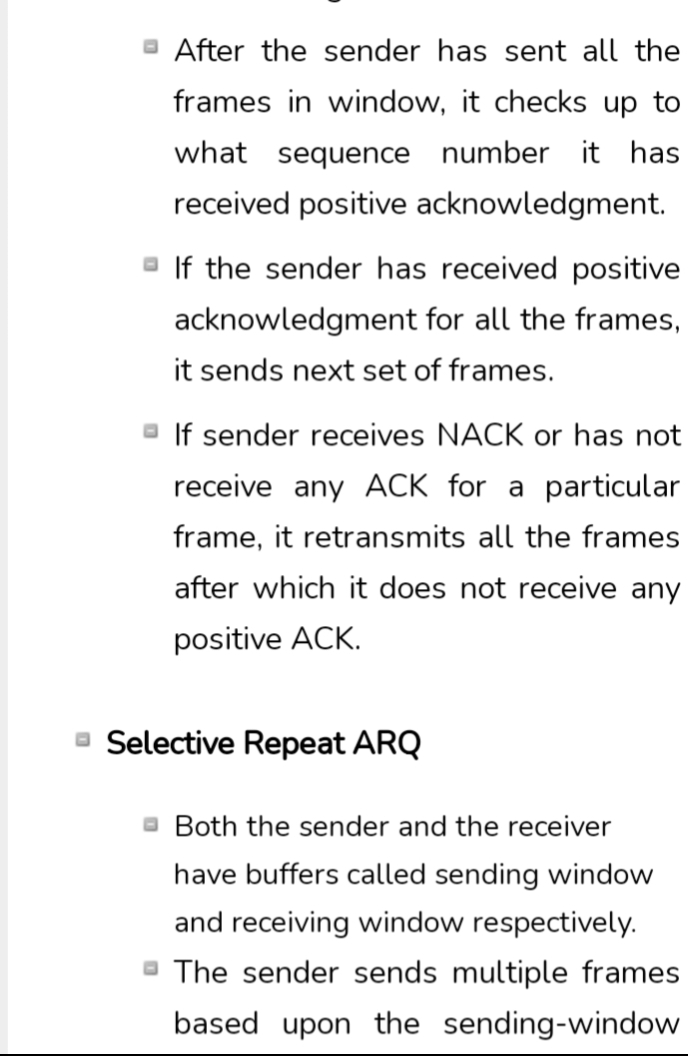 After the sender has sent all the
frames in window, it checks up to
what sequence number it has
received positive acknowledgment.
If the sender has received positive
acknowledgment for all the frames,
it sends next set of frames.
If sender receives NACK or has not
receive any ACK for a particular
frame, it retransmits all the frames
after which it does not receive any
positive ACK.
Selective Repeat ARQ
Both the sender and the receiver
have buffers called sending window
and receiving window respectively.
The sender sends multiple frames
based upon the sending-window